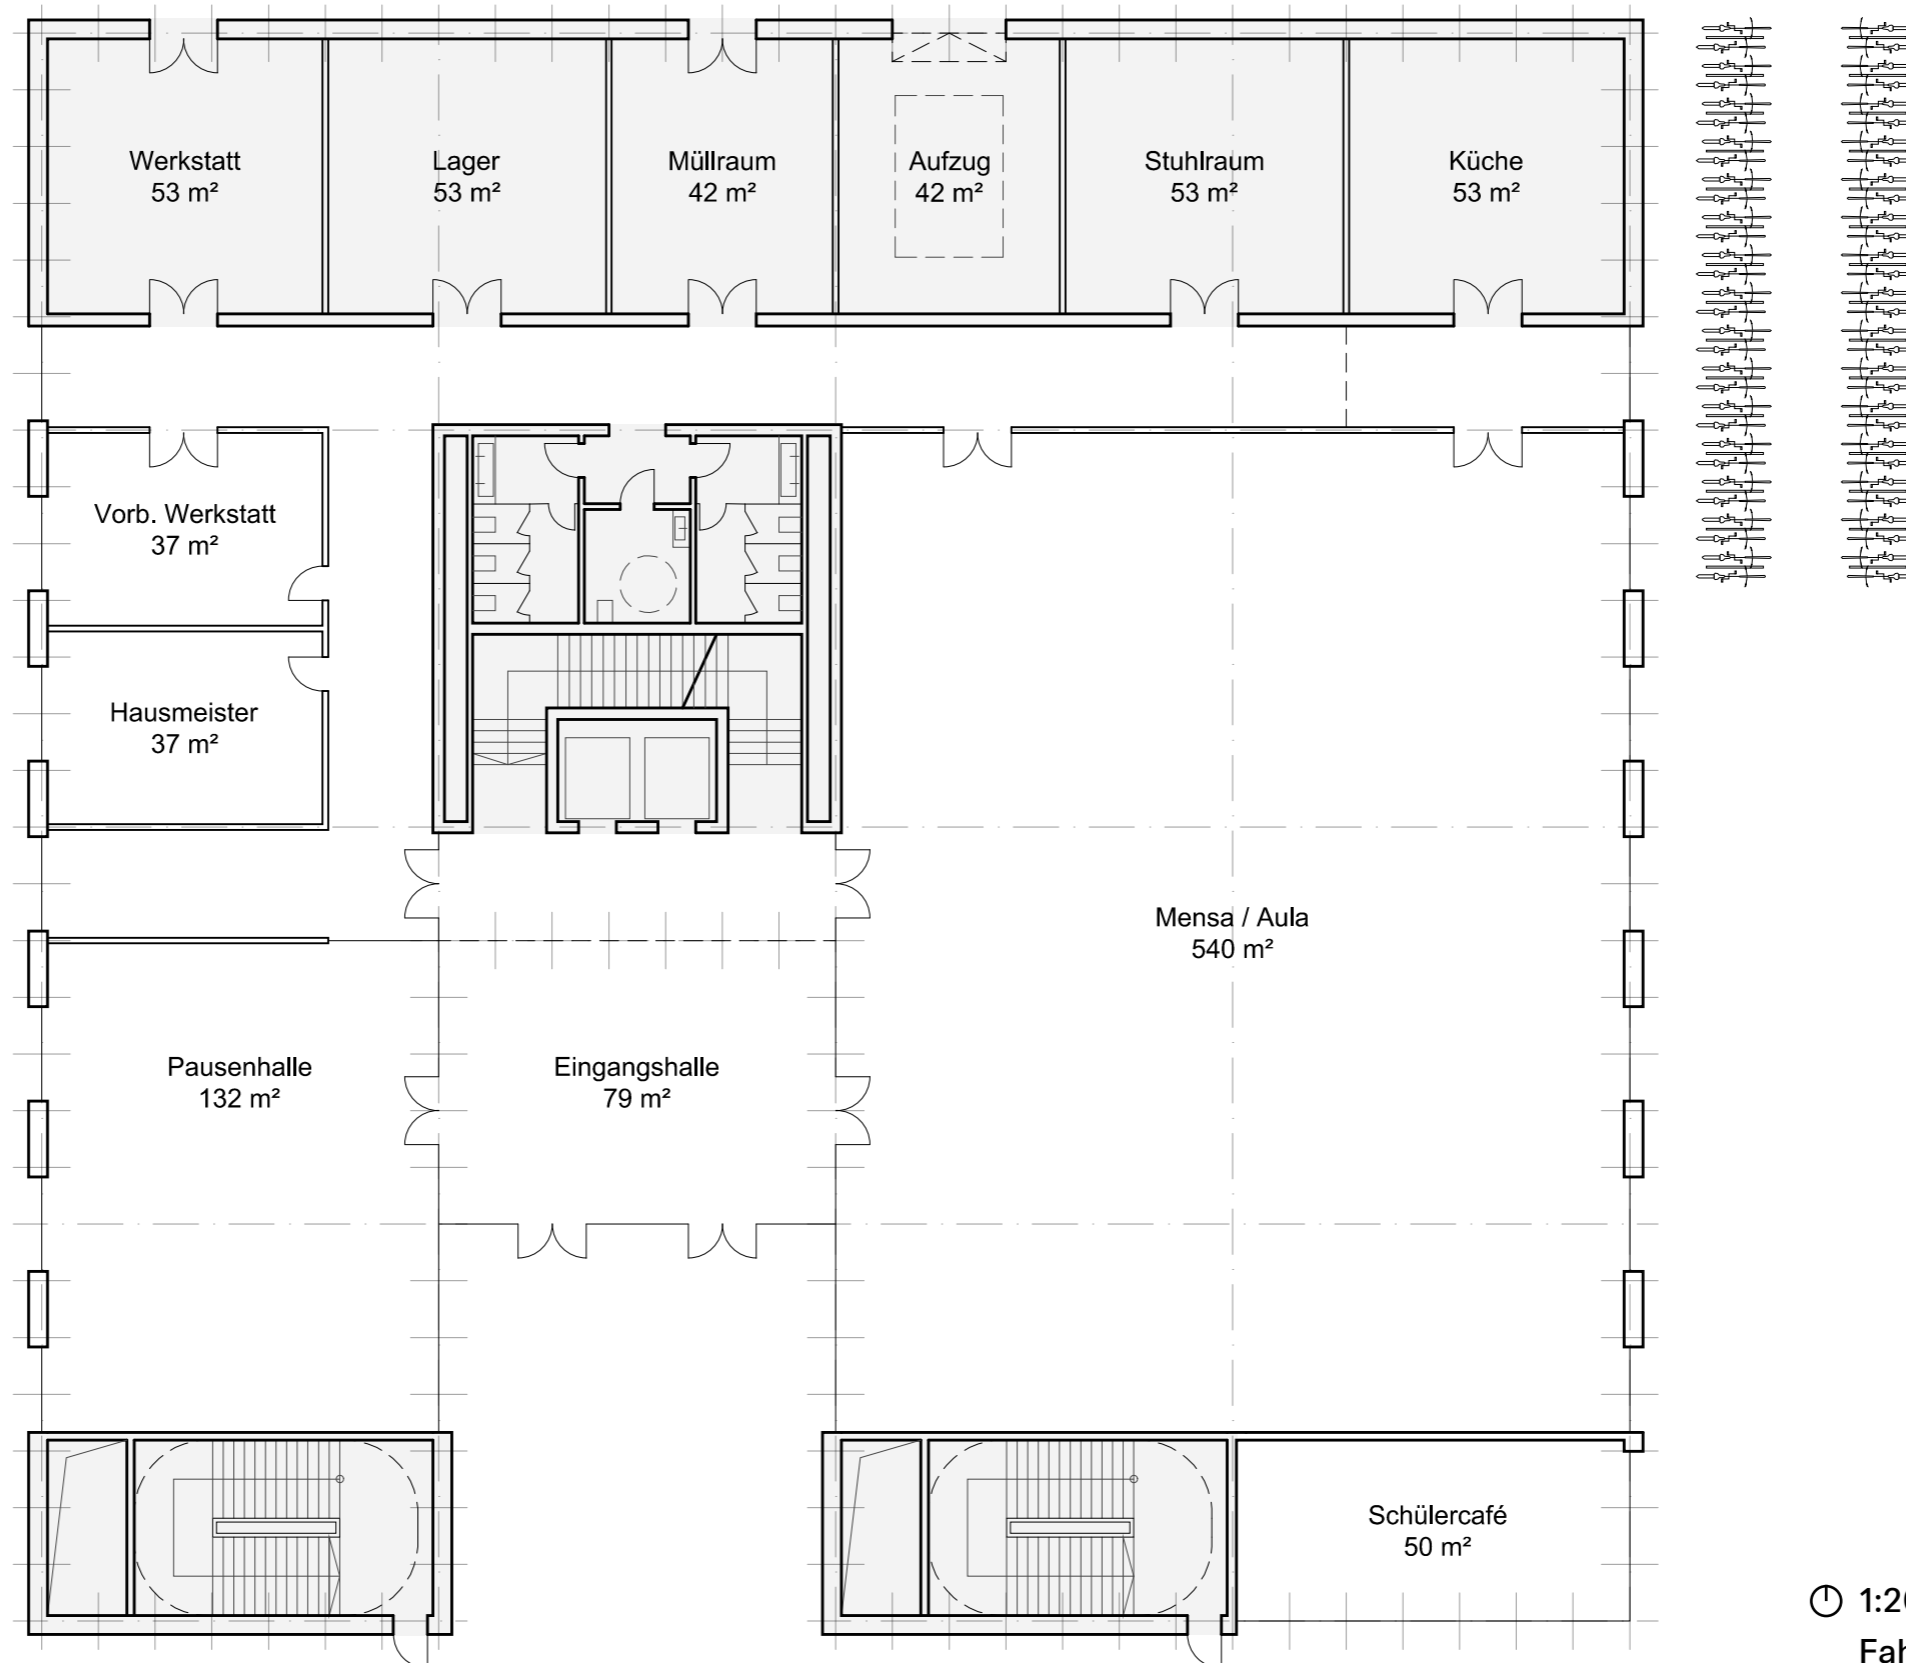 Werkstatt
53 m²
Lager
53 m²
Müllraum
42 m²
Aufzug
42 m²
Stuhlraum
53 m²
Küche
53 m²
Vorb. Werkstatt
37 m²
Hausmeister
37 m²
Mensa / Aula
540 m²
Pausenhalle
132 m²
Eingangshalle
79 m²
Schülercafé
50 m²